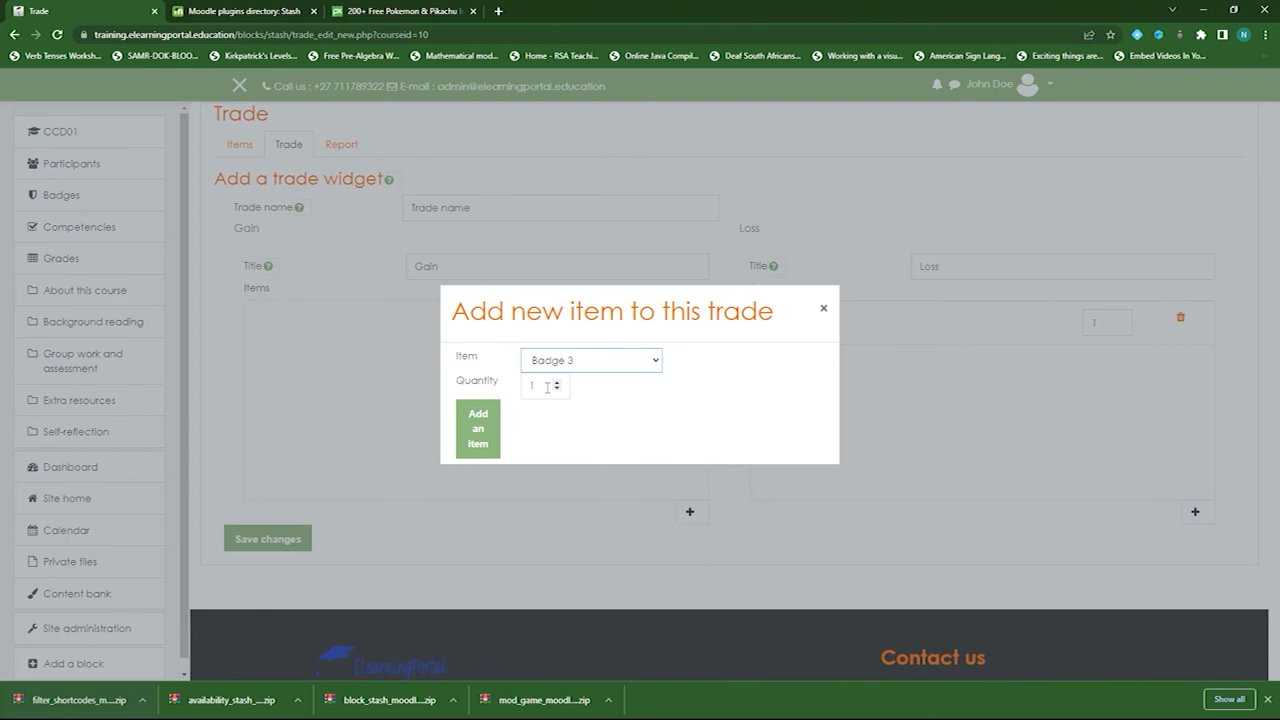 Trade
Moodle plugins directory: Stash
200+ Free Pokemon & Pikachu I
training.elearningportal.education/blocks/stash/trade_edit_new.php?courseid=10
N
Verb Tenses Worksh...
SAMR-DOK-BLOO...
Kirkpatrick's Levels...
Free Pre-Algebra W...
Mathematical mod...
Home - RSA Teachi...
Online Java Compil...
Deaf South Africans...
Working with a visu...
American Sign Lang...
Exciting things are...
Embed Videos In Yo...
Call us : +27 711789322 E-mail : admin@elearningportal.education
John Doe
CCD01
Participants
Badges
Competencies
Grades
About this course
Background reading
Group work and
assessment
Extra resources
Self-reflection
Dashboard
Site home
Calendar
Private files
Content bank
Site administration
Add a block
Trade
Items
Trade
Report
Add a trade widget
Trade name
Trade name
Gain
Loss
Title
Gain
Title
Loss
Items
1
Add new item to this trade
×
Item
Badge 3
Quantity
1
Add
an
item
Save changes
ELearningPortal
Contact us
filter_shortcodes_m....zip
availability_stash_....zip
block_stash_moodl....zip
mod_game_moodl....zip
Show all